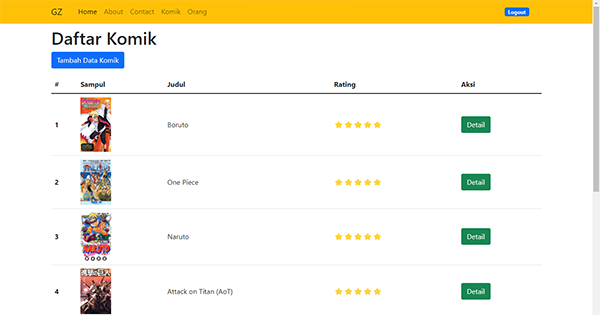 GZ Home About Contact Komik Orang Logout
Daftar Komik
Tambah Data Komik
# Sampul Judul Rating Aksi
1 Boruto Detail
2 One Piece Detail
3 Naruto Detail
4 Attack on Titan (AoT) Detail